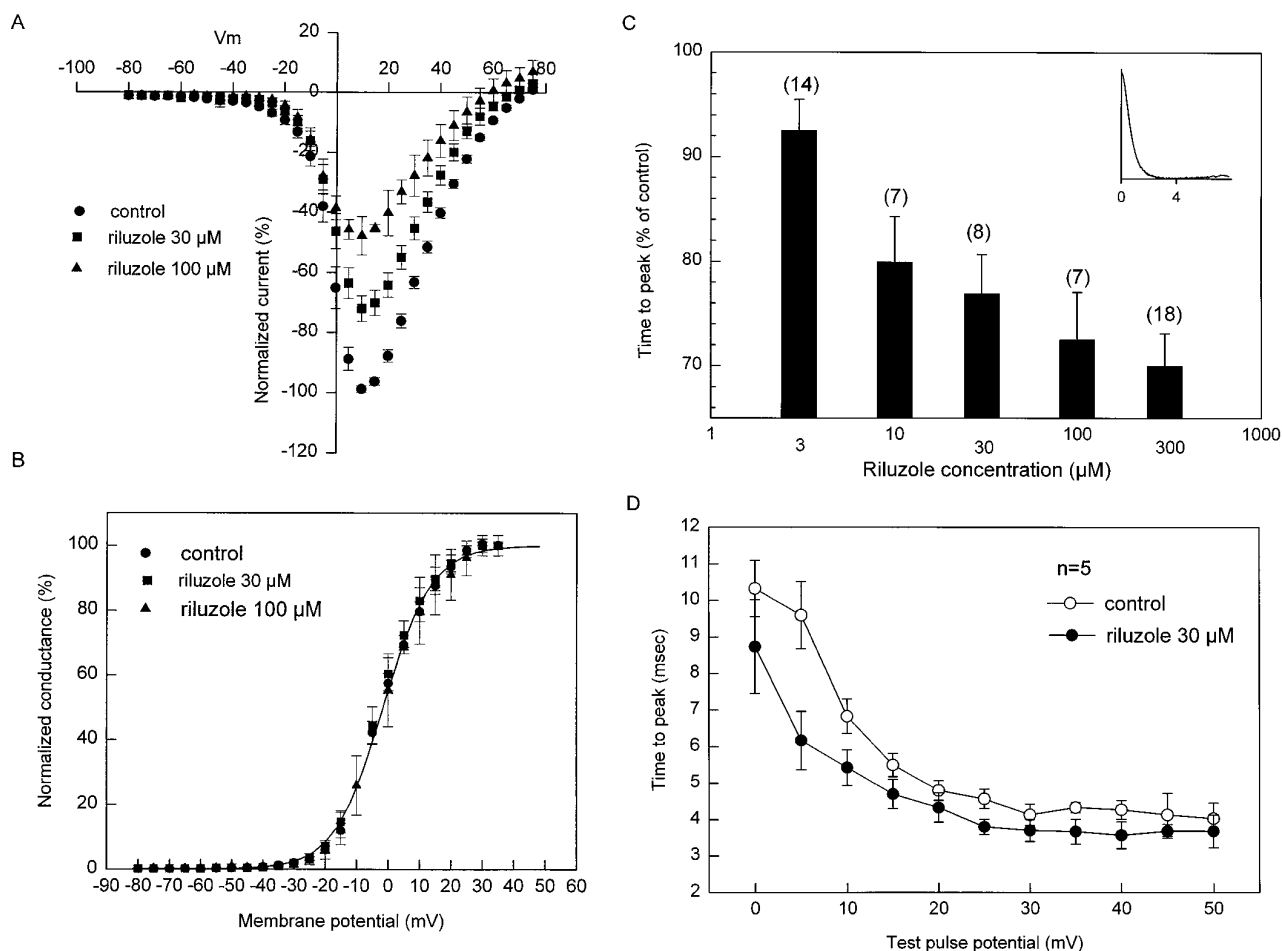 A
Vm
20
-100 -80 -60 -40 -20 0 20 40 60 80
-20
-40
-60
-80
-100
-120
Normalized current (%)
control
riluzole 30 µM
riluzole 100 µM
B
control
riluzole 30 µM
riluzole 100 µM
100
80
60
40
20
0
Normalized conductance (%)
-90 -80 -70 -60 -50 -40 -30 -20 -10 0 10 20 30 40 50 60
Membrane potential (mV)
C
100
90
80
70
Time to peak (% of control)
(14)
(7)
(8)
(7)
(18)
0 4
1 3 10 30 100 300 1000
Riluzole concentration (µM)
D
12
11
10
9
8
7
6
5
4
3
2
Time to peak (msec)
n=5
control
riluzole 30 µM
0 10 20 30 40 50
Test pulse potential (mV)